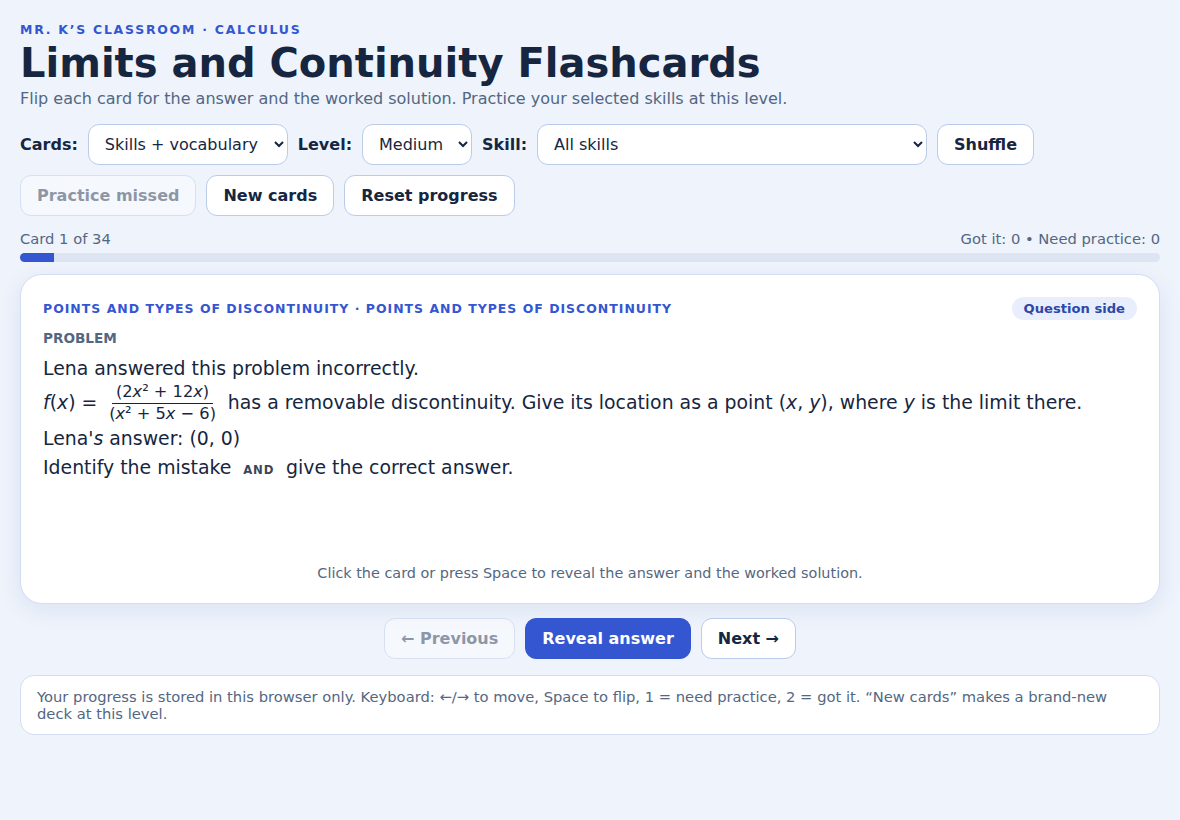 MR. K’S CLASSROOM · CALCULUS
Limits and Continuity Flashcards
Flip each card for the answer and the worked solution. Practice your selected skills at this level.
Cards: Skills + vocabulary Level: Medium Skill: All skills Shuffle
Practice missed New cards Reset progress
Card 1 of 34 Got it: 0 • Need practice: 0
POINTS AND TYPES OF DISCONTINUITY · POINTS AND TYPES OF DISCONTINUITY Question side
PROBLEM
Lena answered this problem incorrectly.
f(x) = (2x² + 12x) / (x² + 5x − 6) has a removable discontinuity. Give its location as a point (x, y), where y is the limit there.
Lena's answer: (0, 0)
Identify the mistake AND give the correct answer.
Click the card or press Space to reveal the answer and the worked solution.
← Previous Reveal answer Next →
Your progress is stored in this browser only. Keyboard: ←/→ to move, Space to flip, 1 = need practice, 2 = got it. “New cards” makes a brand-new
deck at this level.